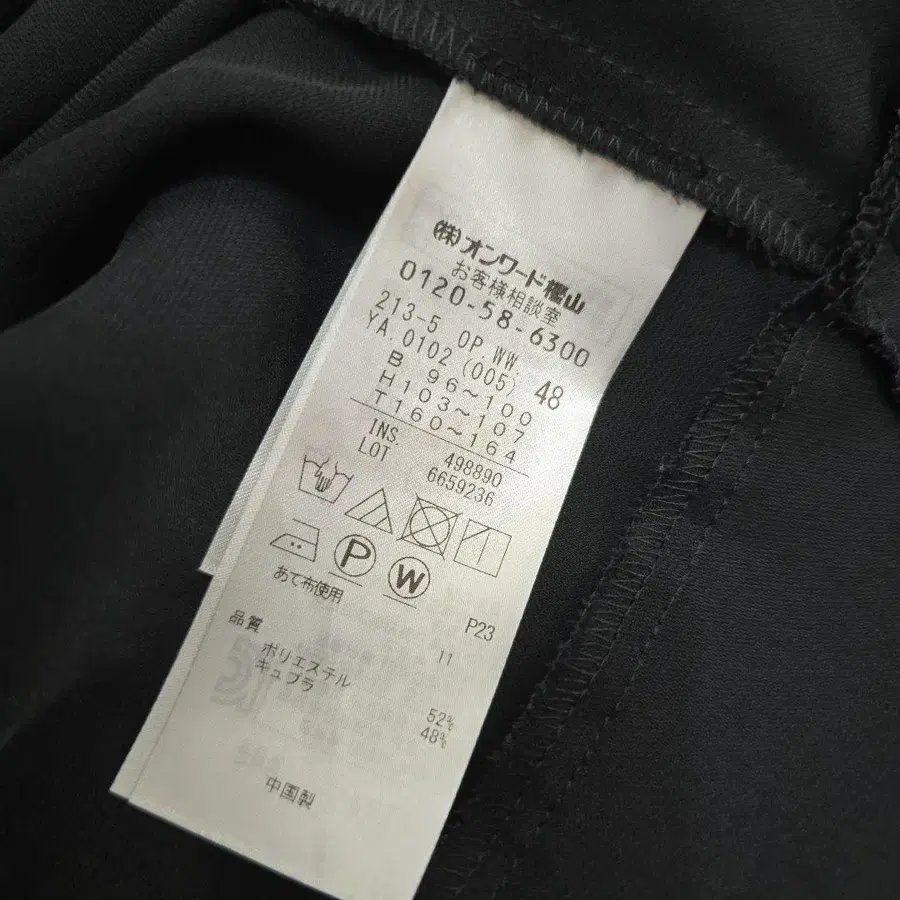 ㈱オンワード樫山
お客様相談室
0120-58-6300
213-5 OP.WW.
YA.0102(005) 48
B 96～100
H103～107
T160～164
INS. 498890
LOT 6659236
P W
あて布使用
P23
11
品質
ポリエステル 52%
キュプラ 48%
中国製